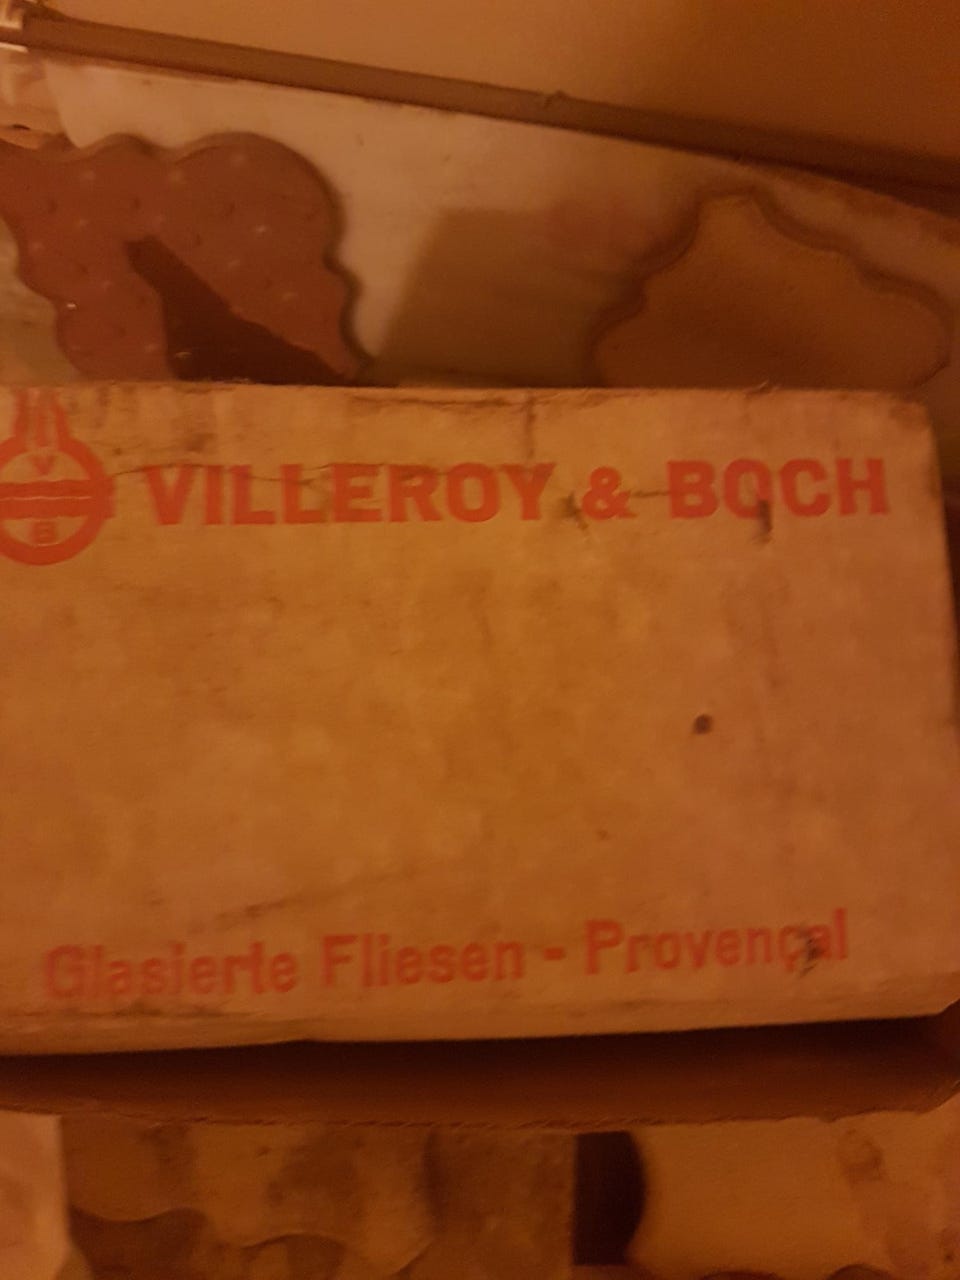 V
B
VILLEROY & BOCH
Glasierte Fliesen - Provençal